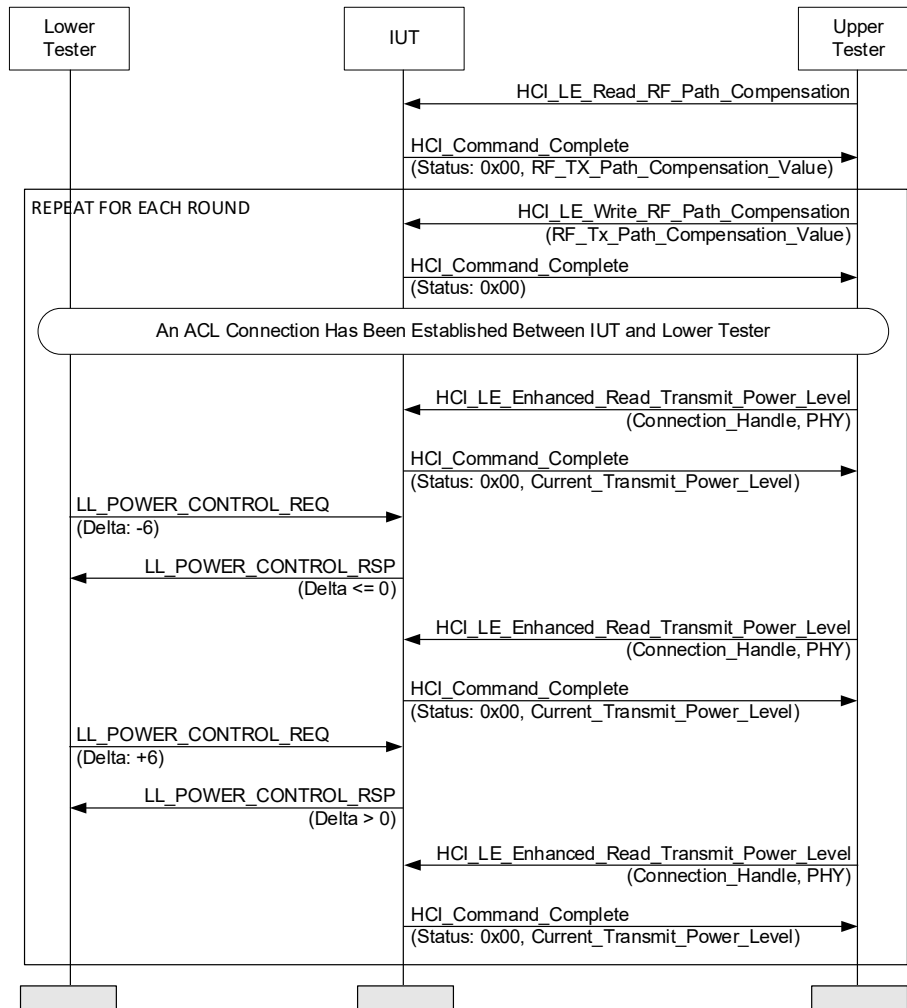 Lower
Tester
IUT
Upper
Tester
HCI_LE_Read_RF_Path_Compensation
HCI_Command_Complete
(Status: 0x00, RF_TX_Path_Compensation_Value)
REPEAT FOR EACH ROUND
HCI_LE_Write_RF_Path_Compensation
(RF_Tx_Path_Compensation_Value)
HCI_Command_Complete
(Status: 0x00)
An ACL Connection Has Been Established Between IUT and Lower Tester
HCI_LE_Enhanced_Read_Transmit_Power_Level
(Connection_Handle, PHY)
HCI_Command_Complete
(Status: 0x00, Current_Transmit_Power_Level)
LL_POWER_CONTROL_REQ
(Delta: -6)
LL_POWER_CONTROL_RSP
(Delta <= 0)
HCI_LE_Enhanced_Read_Transmit_Power_Level
(Connection_Handle, PHY)
HCI_Command_Complete
(Status: 0x00, Current_Transmit_Power_Level)
LL_POWER_CONTROL_REQ
(Delta: +6)
LL_POWER_CONTROL_RSP
(Delta > 0)
HCI_LE_Enhanced_Read_Transmit_Power_Level
(Connection_Handle, PHY)
HCI_Command_Complete
(Status: 0x00, Current_Transmit_Power_Level)